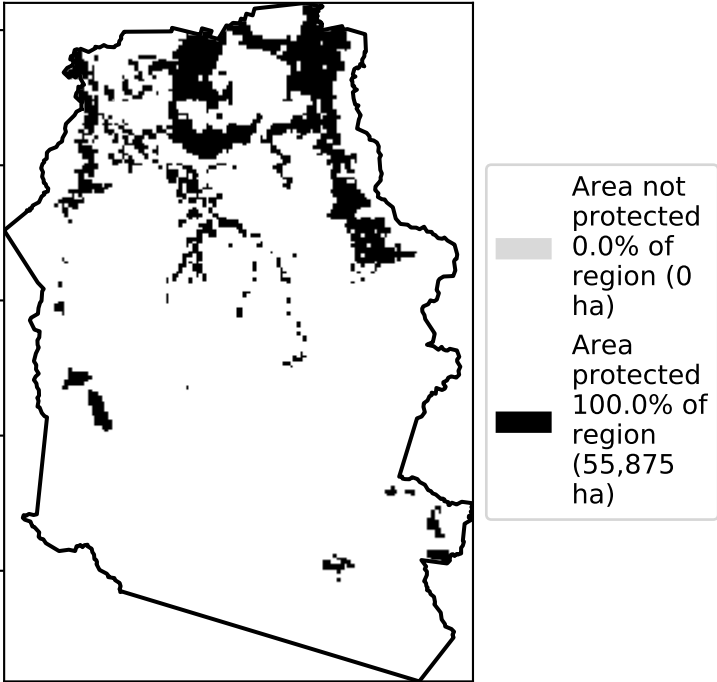 Area not
protected
0.0% of
region (0
ha)
Area
protected
100.0% of
region
(55,875
ha)